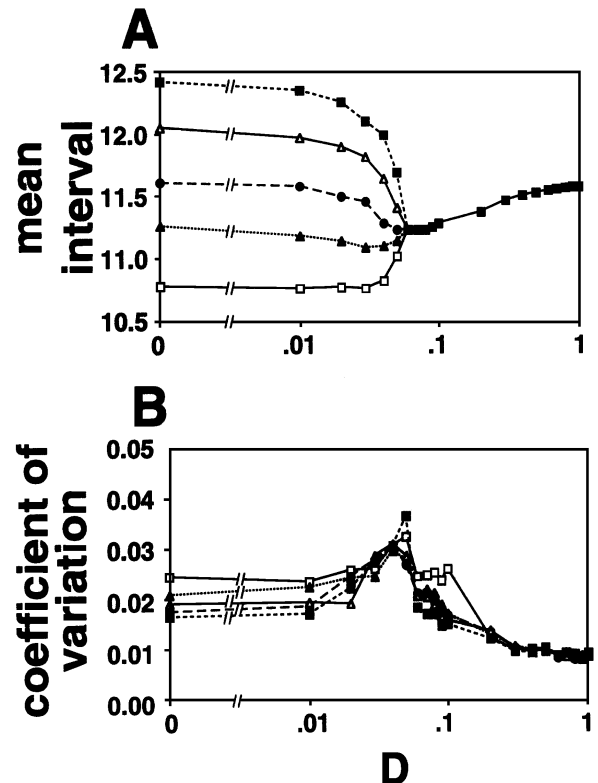 A
mean
interval
12.5
12.0
11.5
11.0
10.5
0 .01 .1 1
B
coefficient of
variation
0.05
0.04
0.03
0.02
0.01
0.00
0 .01 .1 1
D